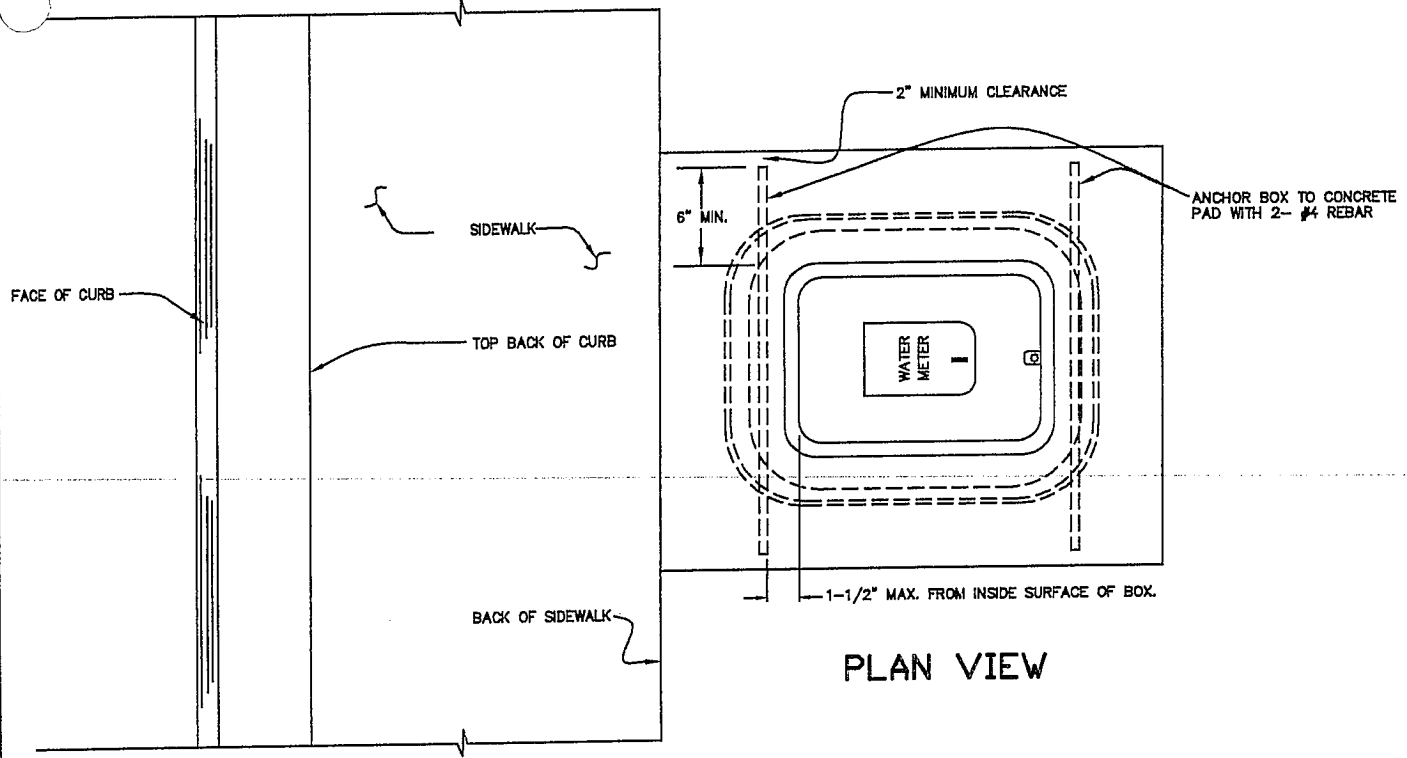 2" MINIMUM CLEARANCE
ANCHOR BOX TO CONCRETE
PAD WITH 2- #4 REBAR
6" MIN.
SIDEWALK
FACE OF CURB
TOP BACK OF CURB
WATER
METER
1-1/2" MAX. FROM INSIDE SURFACE OF BOX.
BACK OF SIDEWALK
PLAN VIEW